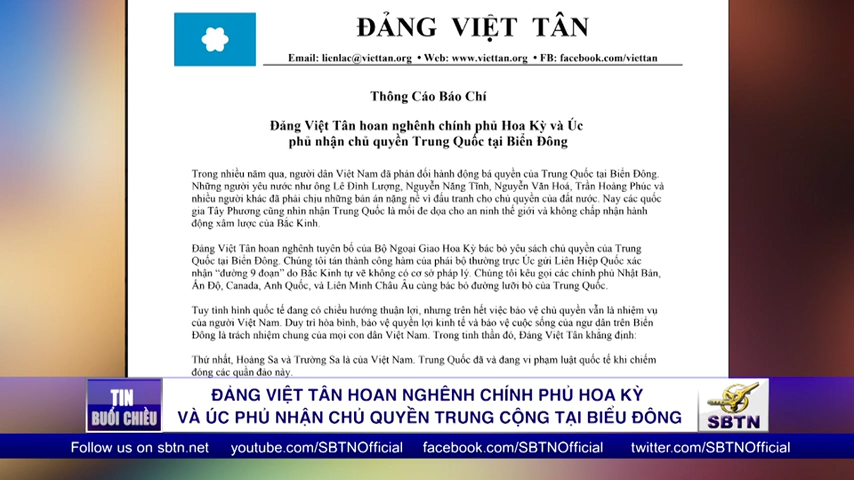 ĐẢNG VIỆT TÂN
Email: lienlac@viettan.org • Web: www.viettan.org • FB: facebook.com/viettan
Thông Cáo Báo Chí
Đảng Việt Tân hoan nghênh chính phủ Hoa Kỳ và Úc
phủ nhận chủ quyền Trung Quốc tại Biển Đông
Trong nhiều năm qua, người dân Việt Nam đã phản đối hành động bá quyền của Trung Quốc tại Biển Đông.
Những người yêu nước như ông Lê Đình Lượng, Nguyễn Năng Tĩnh, Nguyễn Văn Hoá, Trần Hoàng Phúc và
nhiều người khác đã phải chịu những bản án nặng nề vì đấu tranh cho chủ quyền của đất nước. Nay các quốc
gia Tây Phương cũng nhìn nhận Trung Quốc là mối đe dọa cho an ninh thế giới và không chấp nhận hành
động xâm lược của Bắc Kinh.
Đảng Việt Tân hoan nghênh tuyên bố của Bộ Ngoại Giao Hoa Kỳ bác bỏ yêu sách chủ quyền của Trung
Quốc tại Biển Đông. Chúng tôi tán thành công hàm của phái bộ thường trực Úc gửi Liên Hiệp Quốc xác
nhận “đường 9 đoạn” do Bắc Kinh tự vẽ không có cơ sở pháp lý. Chúng tôi kêu gọi các chính phủ Nhật Bản,
Ấn Độ, Canada, Anh Quốc, và Liên Minh Châu Âu cùng bác bỏ đường lưỡi bò của Trung Quốc.
Tuy tình hình quốc tế đang có chiều hướng thuận lợi, nhưng trên hết việc bảo vệ chủ quyền vẫn là nhiệm vụ
của người Việt Nam. Duy trì hòa bình, bảo vệ quyền lợi kinh tế và bảo vệ cuộc sống của ngư dân trên Biển
Đông là trách nhiệm chung của mọi con dân Việt Nam. Trong tinh thần đó, Đảng Việt Tân khẳng định:
Thứ nhất, Hoàng Sa và Trường Sa là của Việt Nam. Trung Quốc đã và đang vi phạm luật quốc tế khi chiếm
đóng các quần đảo này.
TIN
BUỔI CHIỀU
ĐẢNG VIỆT TÂN HOAN NGHÊNH CHÍNH PHỦ HOA KỲ
VÀ ÚC PHỦ NHẬN CHỦ QUYỀN TRUNG CỘNG TẠI BIỂU ĐÔNG
SBTN
Follow us on sbtn.net youtube.com/SBTNOfficial facebook.com/SBTNOfficial twitter.com/SBTNOfficial